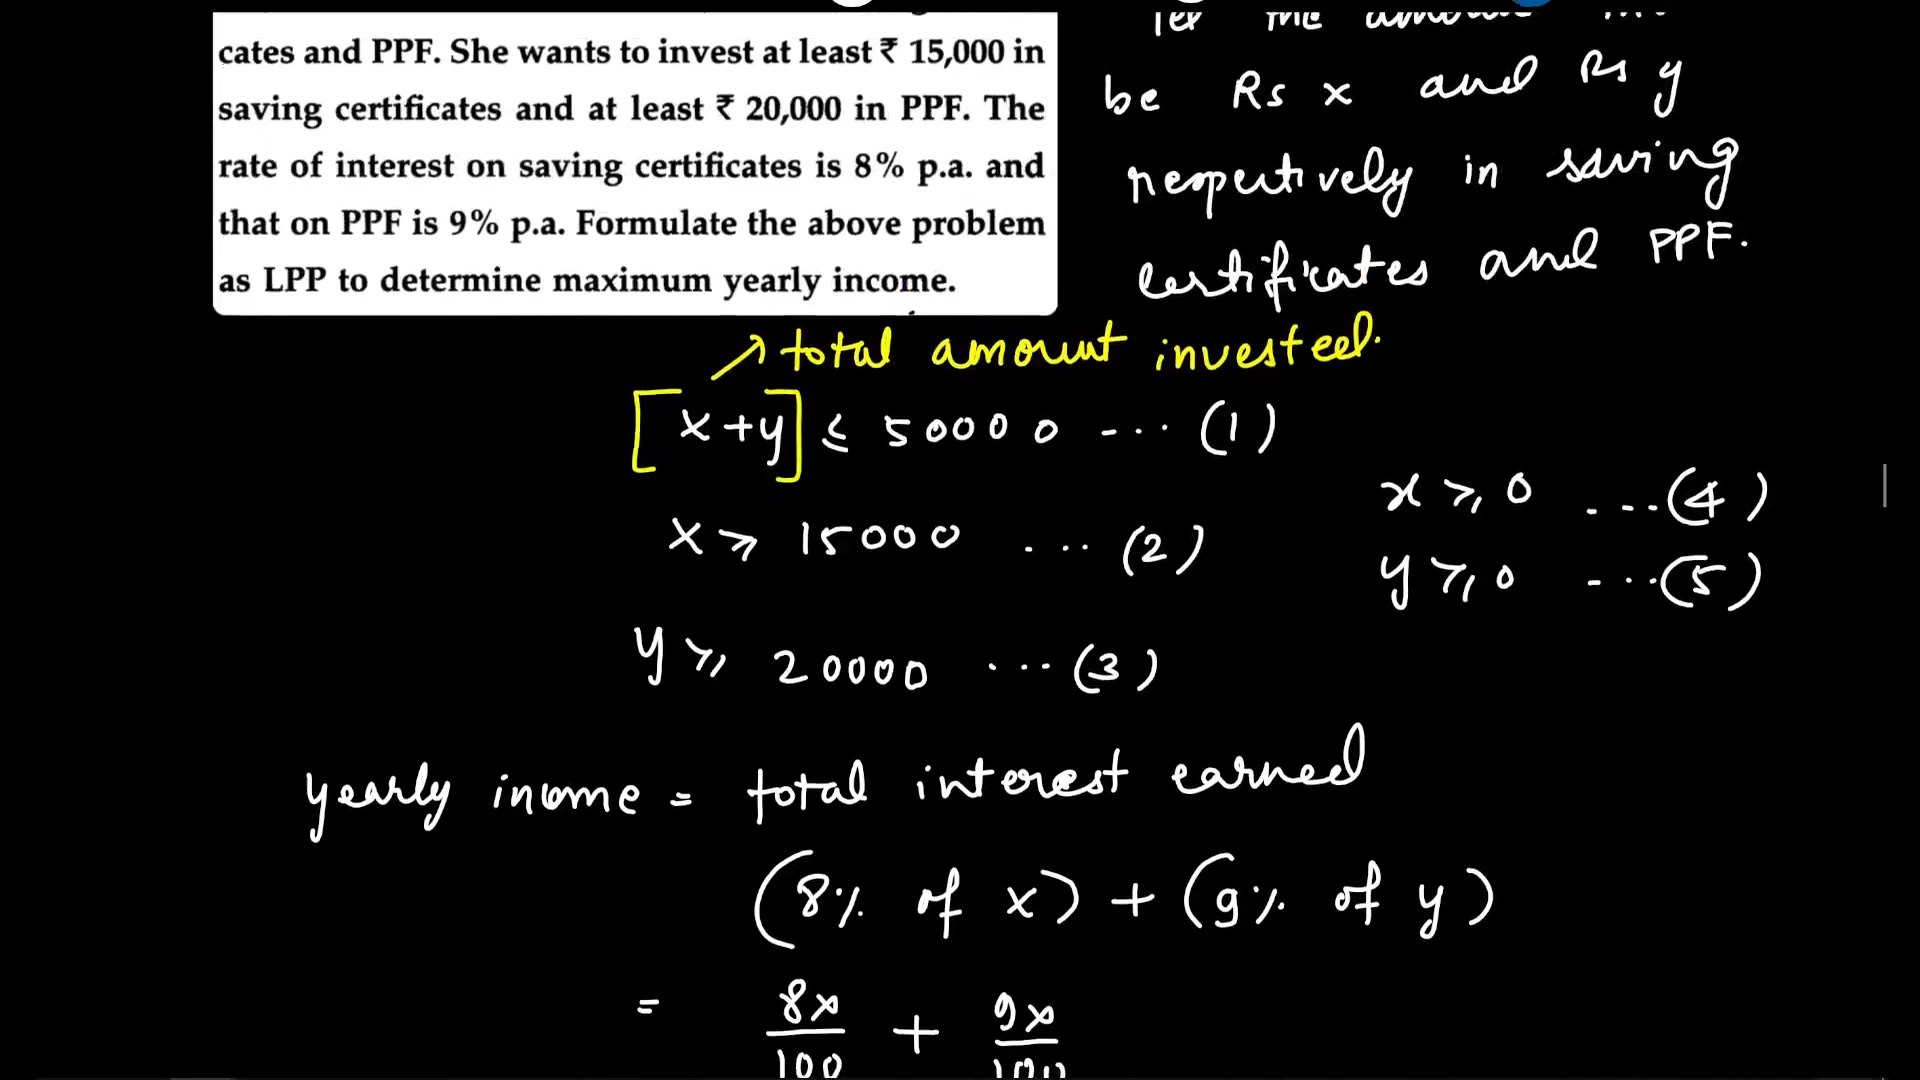 cates and PPF. She wants to invest at least ₹ 15,000 in
saving certificates and at least ₹ 20,000 in PPF. The
rate of interest on saving certificates is 8% p.a. and
that on PPF is 9% p.a. Formulate the above problem
as LPP to determine maximum yearly income.
the amount
be Rs x and Rs y
respectively in saving
certificates and PPF.
→ total amount invested.
[x+y] ≤ 50000 --- (1)
x ≥ 15000 ... (2)
y ≥ 20000 ... (3)
x ≥ 0 ...(4)
y ≥ 0 ...(5)
yearly income = total interest earned
(8% of x) + (9% of y)
= 8x/100 + 9x/100